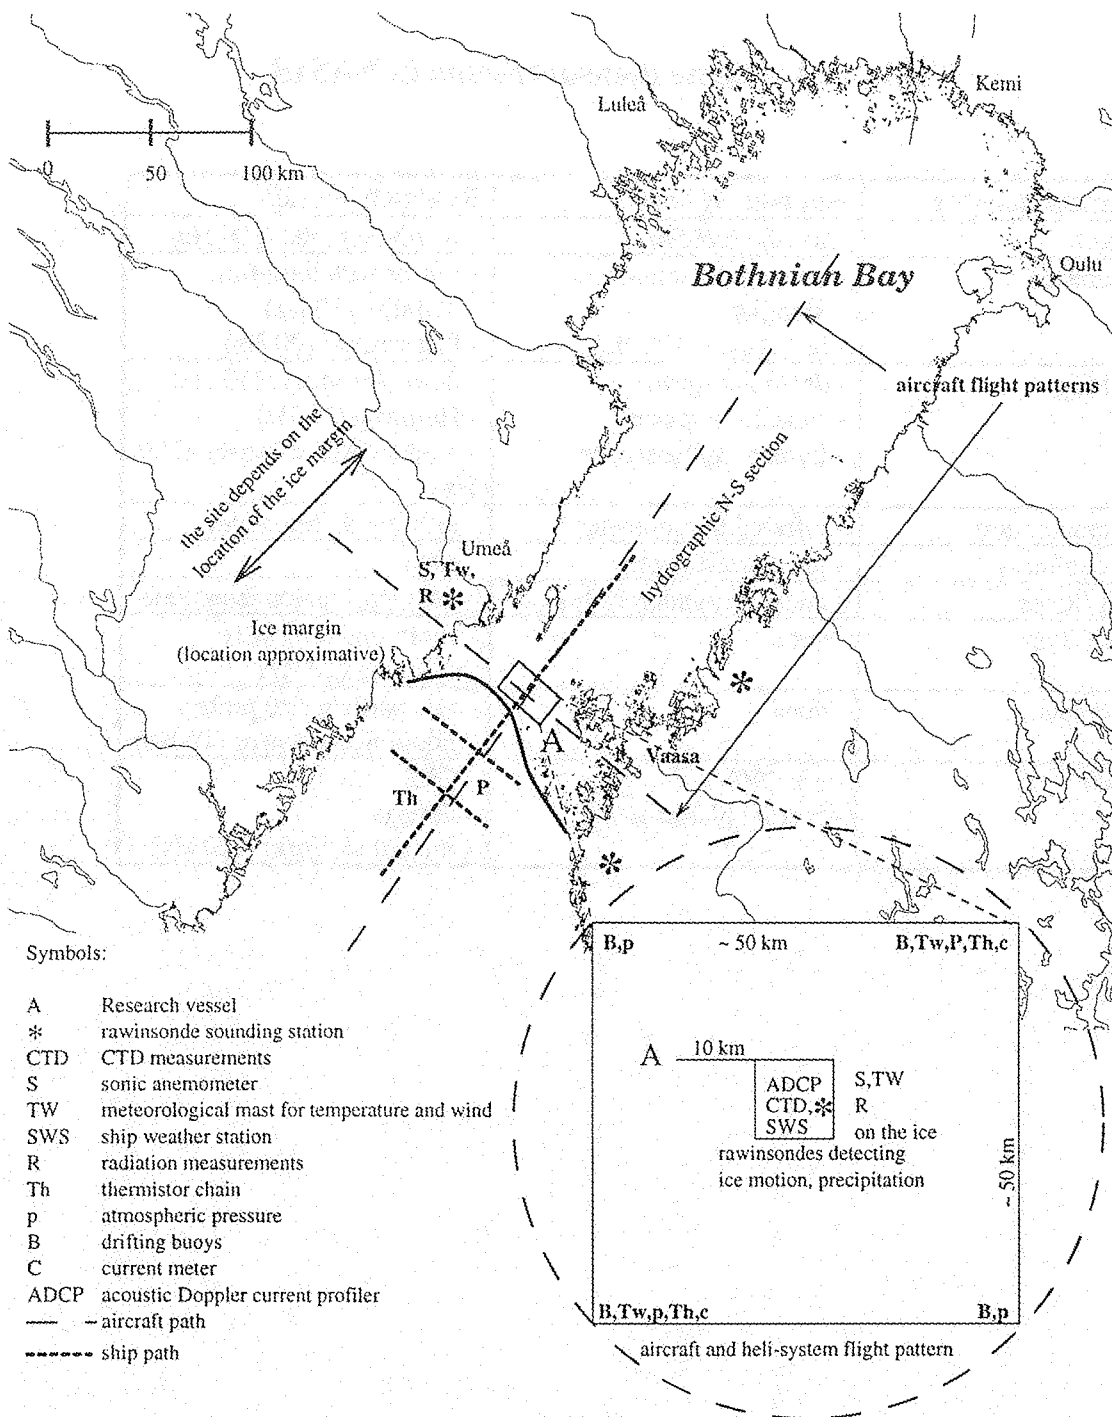 Kemi
Luleå
0 50 100 km
Bothnian Bay
Oulu
aircraft flight patterns
the site depends on the
location of the ice margin
hydrographic N-S section
Umeå
S, Tw,
R *
Ice margin
(location approximative)
*
A
Vaasa
P
Th
*
Symbols:
A Research vessel
* rawinsonde sounding station
CTD CTD measurements
S sonic anemometer
TW meteorological mast for temperature and wind
SWS ship weather station
R radiation measurements
Th thermistor chain
p atmospheric pressure
B drifting buoys
C current meter
ADCP acoustic Doppler current profiler
aircraft path
ship path
B,p ~ 50 km B,Tw,P,Th,c
A 10 km
ADCP S,TW
CTD,* R
SWS on the ice
rawinsondes detecting
ice motion, precipitation
~ 50 km
B,Tw,p,Th,c B,p
aircraft and heli-system flight pattern